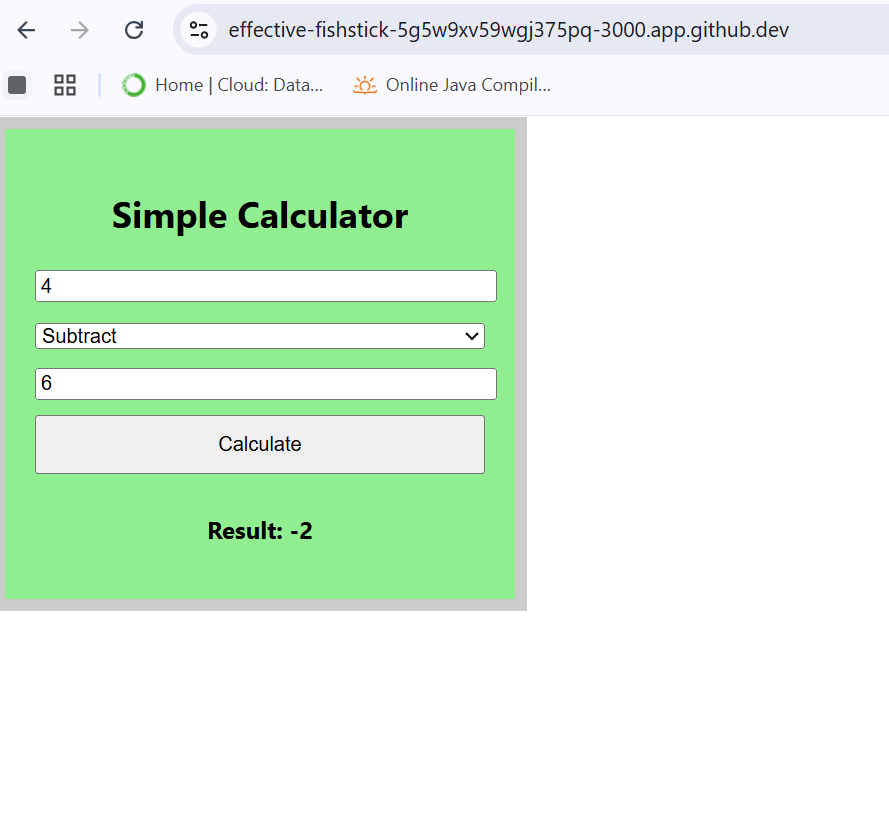 effective-fishstick-5g5w9xv59wgj375pq-3000.app.github.dev
Home | Cloud: Data... Online Java Compil...
Simple Calculator
4
Subtract
6
Calculate
Result: -2